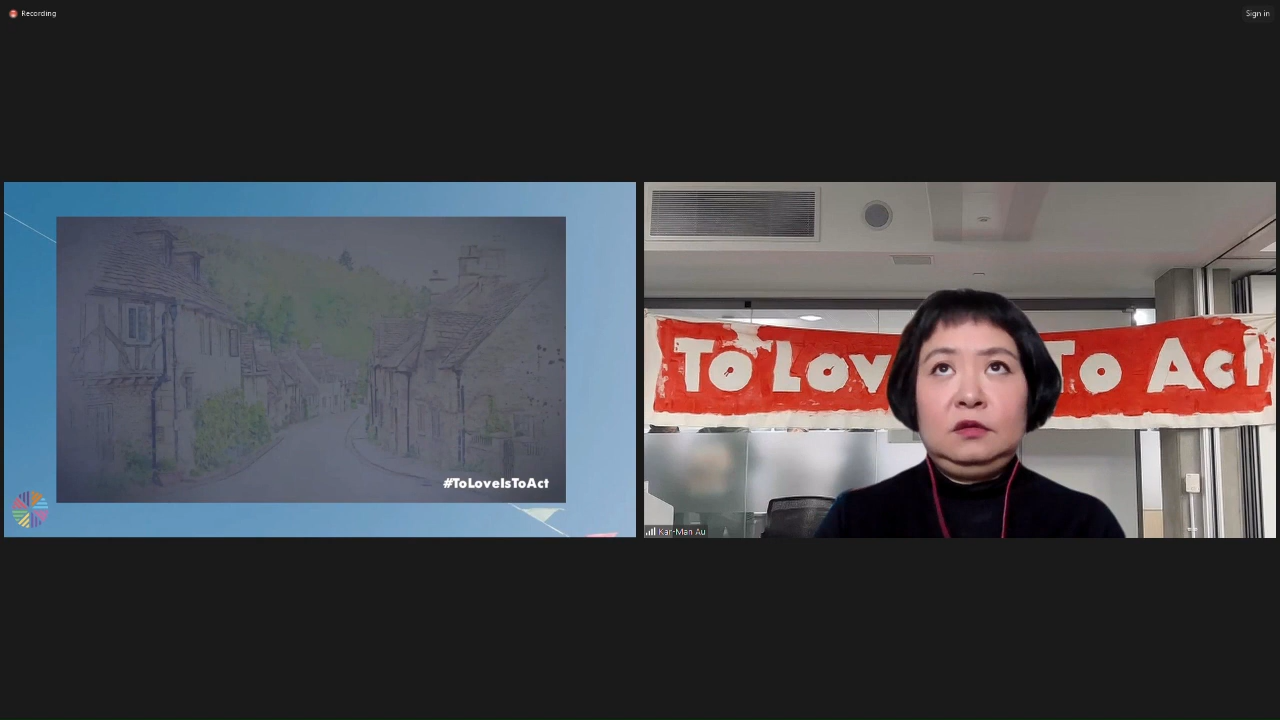 Recording
Sign in
#ToLoveIsToAct
To Lov To Act
Kar-Man Au